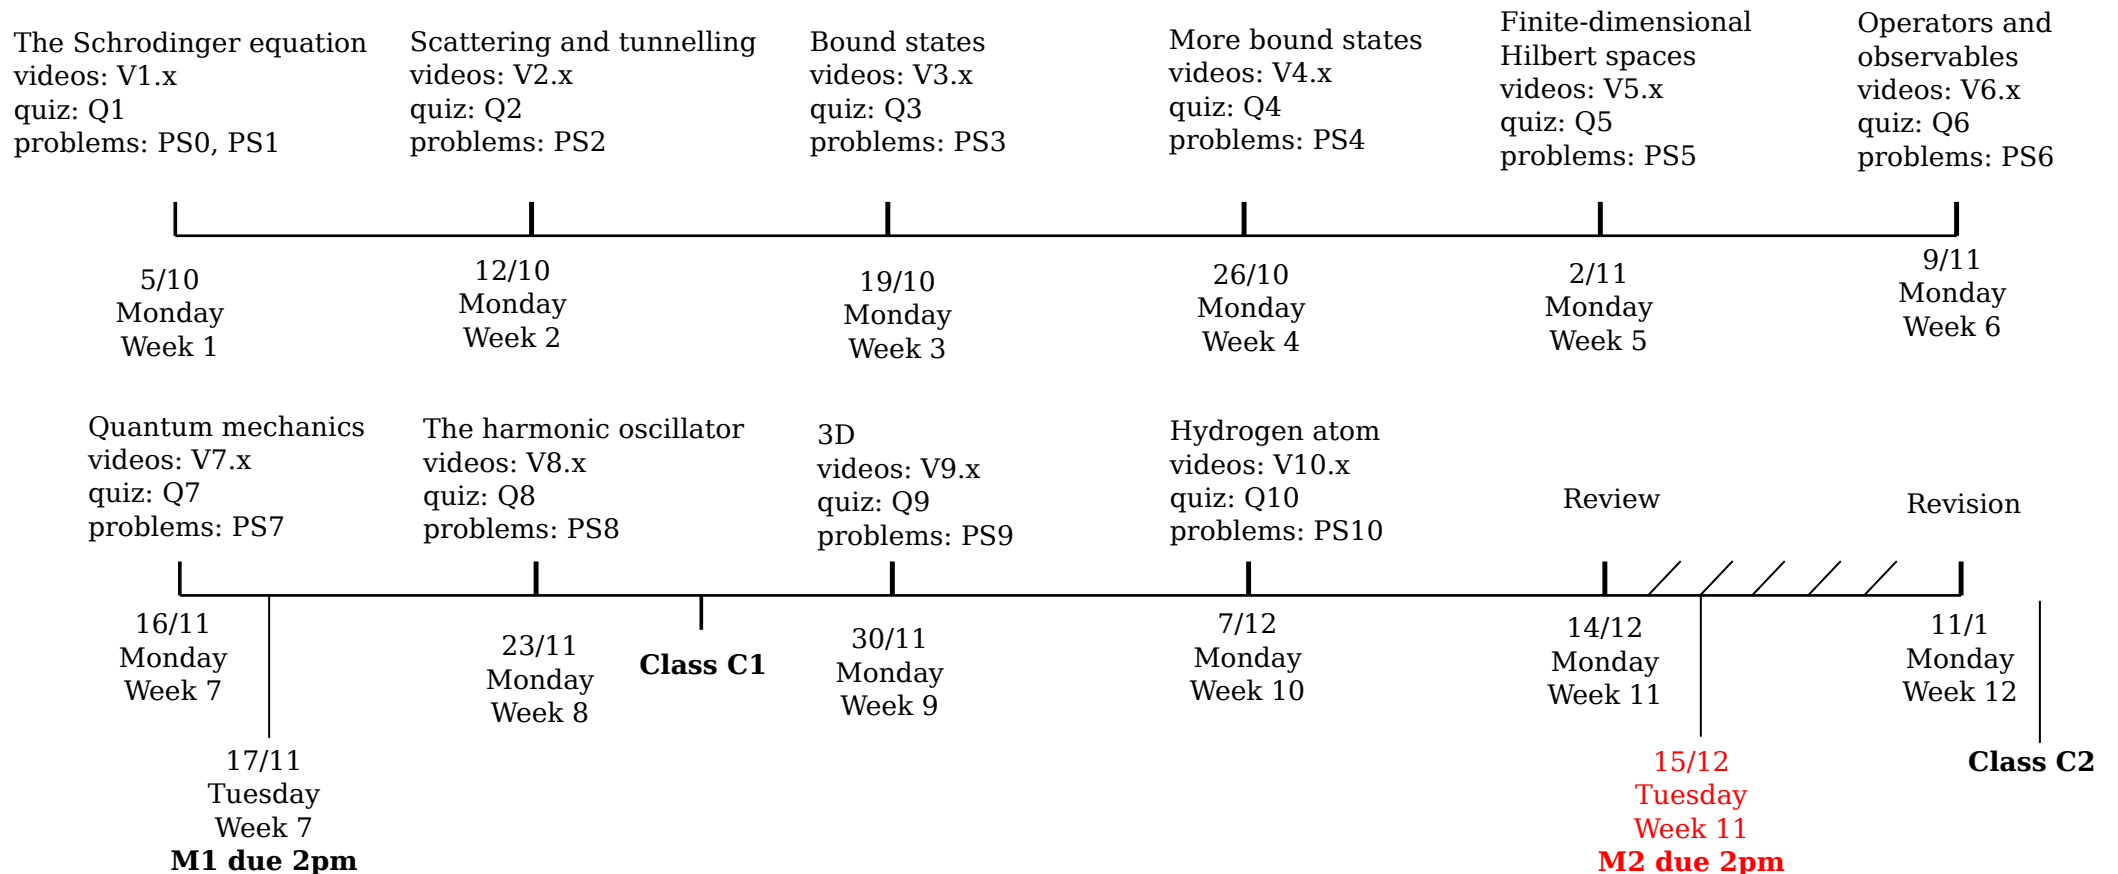 The Schrodinger equation
videos: V1.x
quiz: Q1
problems: PS0, PS1
Scattering and tunnelling
videos: V2.x
quiz: Q2
problems: PS2
Bound states
videos: V3.x
quiz: Q3
problems: PS3
More bound states
videos: V4.x
quiz: Q4
problems: PS4
Finite-dimensional
Hilbert spaces
videos: V5.x
quiz: Q5
problems: PS5
Operators and
observables
videos: V6.x
quiz: Q6
problems: PS6
5/10
Monday
Week 1
12/10
Monday
Week 2
19/10
Monday
Week 3
26/10
Monday
Week 4
2/11
Monday
Week 5
9/11
Monday
Week 6
Quantum mechanics
videos: V7.x
quiz: Q7
problems: PS7
The harmonic oscillator
videos: V8.x
quiz: Q8
problems: PS8
3D
videos: V9.x
quiz: Q9
problems: PS9
Hydrogen atom
videos: V10.x
quiz: Q10
problems: PS10
Review
Revision
16/11
Monday
Week 7
17/11
Tuesday
Week 7
M1 due 2pm
23/11
Monday
Week 8
Class C1
30/11
Monday
Week 9
7/12
Monday
Week 10
14/12
Monday
Week 11
15/12
Tuesday
Week 11
M2 due 2pm
11/1
Monday
Week 12
Class C2